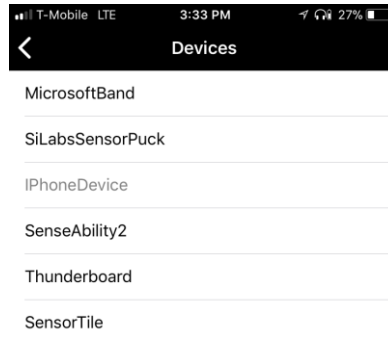 T-Mobile LTE 3:33 PM 27%
Devices
MicrosoftBand
SiLabsSensorPuck
IPhoneDevice
SenseAbility2
Thunderboard
SensorTile